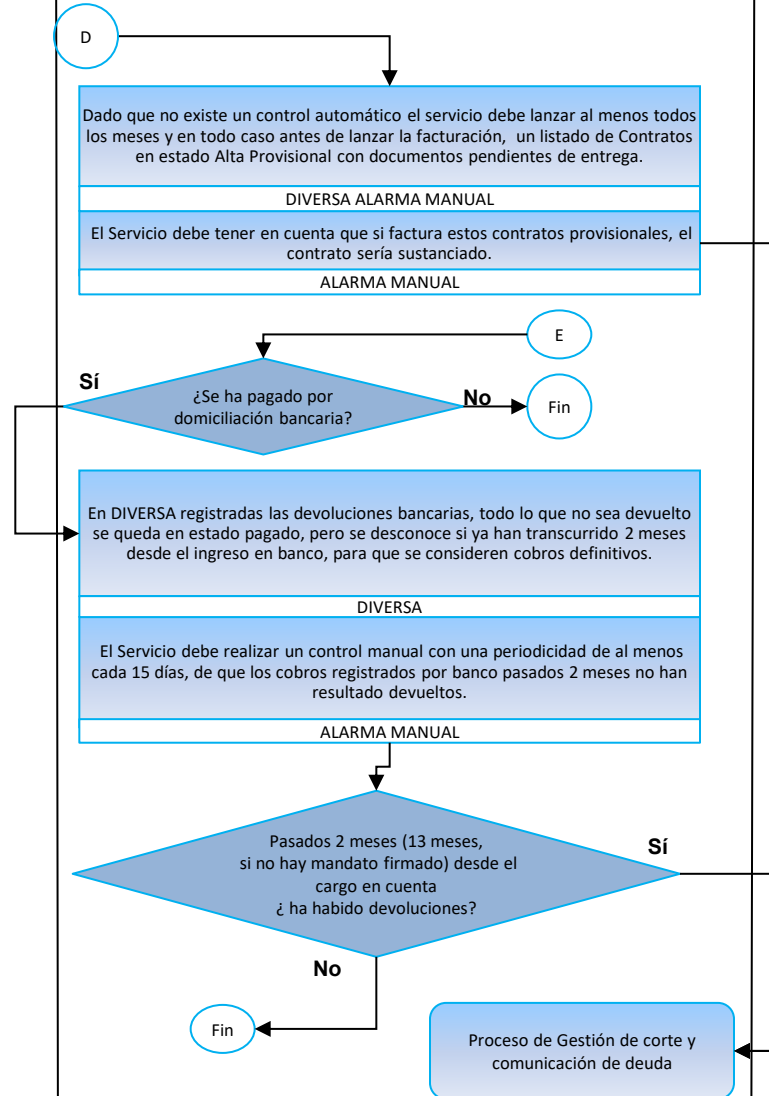 D
Dado que no existe un control automático el servicio debe lanzar al menos todos
los meses y en todo caso antes de lanzar la facturación, un listado de Contratos
en estado Alta Provisional con documentos pendientes de entrega.
DIVERSA ALARMA MANUAL
El Servicio debe tener en cuenta que si factura estos contratos provisionales, el
contrato sería sustanciado.
ALARMA MANUAL
E
Sí
¿Se ha pagado por
domiciliación bancaria?
No
Fin
En DIVERSA registradas las devoluciones bancarias, todo lo que no sea devuelto
se queda en estado pagado, pero se desconoce si ya han transcurrido 2 meses
desde el ingreso en banco, para que se consideren cobros definitivos.
DIVERSA
El Servicio debe realizar un control manual con una periodicidad de al menos
cada 15 días, de que los cobros registrados por banco pasados 2 meses no han
resultado devueltos.
ALARMA MANUAL
Pasados 2 meses (13 meses,
si no hay mandato firmado) desde el
cargo en cuenta
¿ ha habido devoluciones?
Sí
No
Fin
Proceso de Gestión de corte y
comunicación de deuda